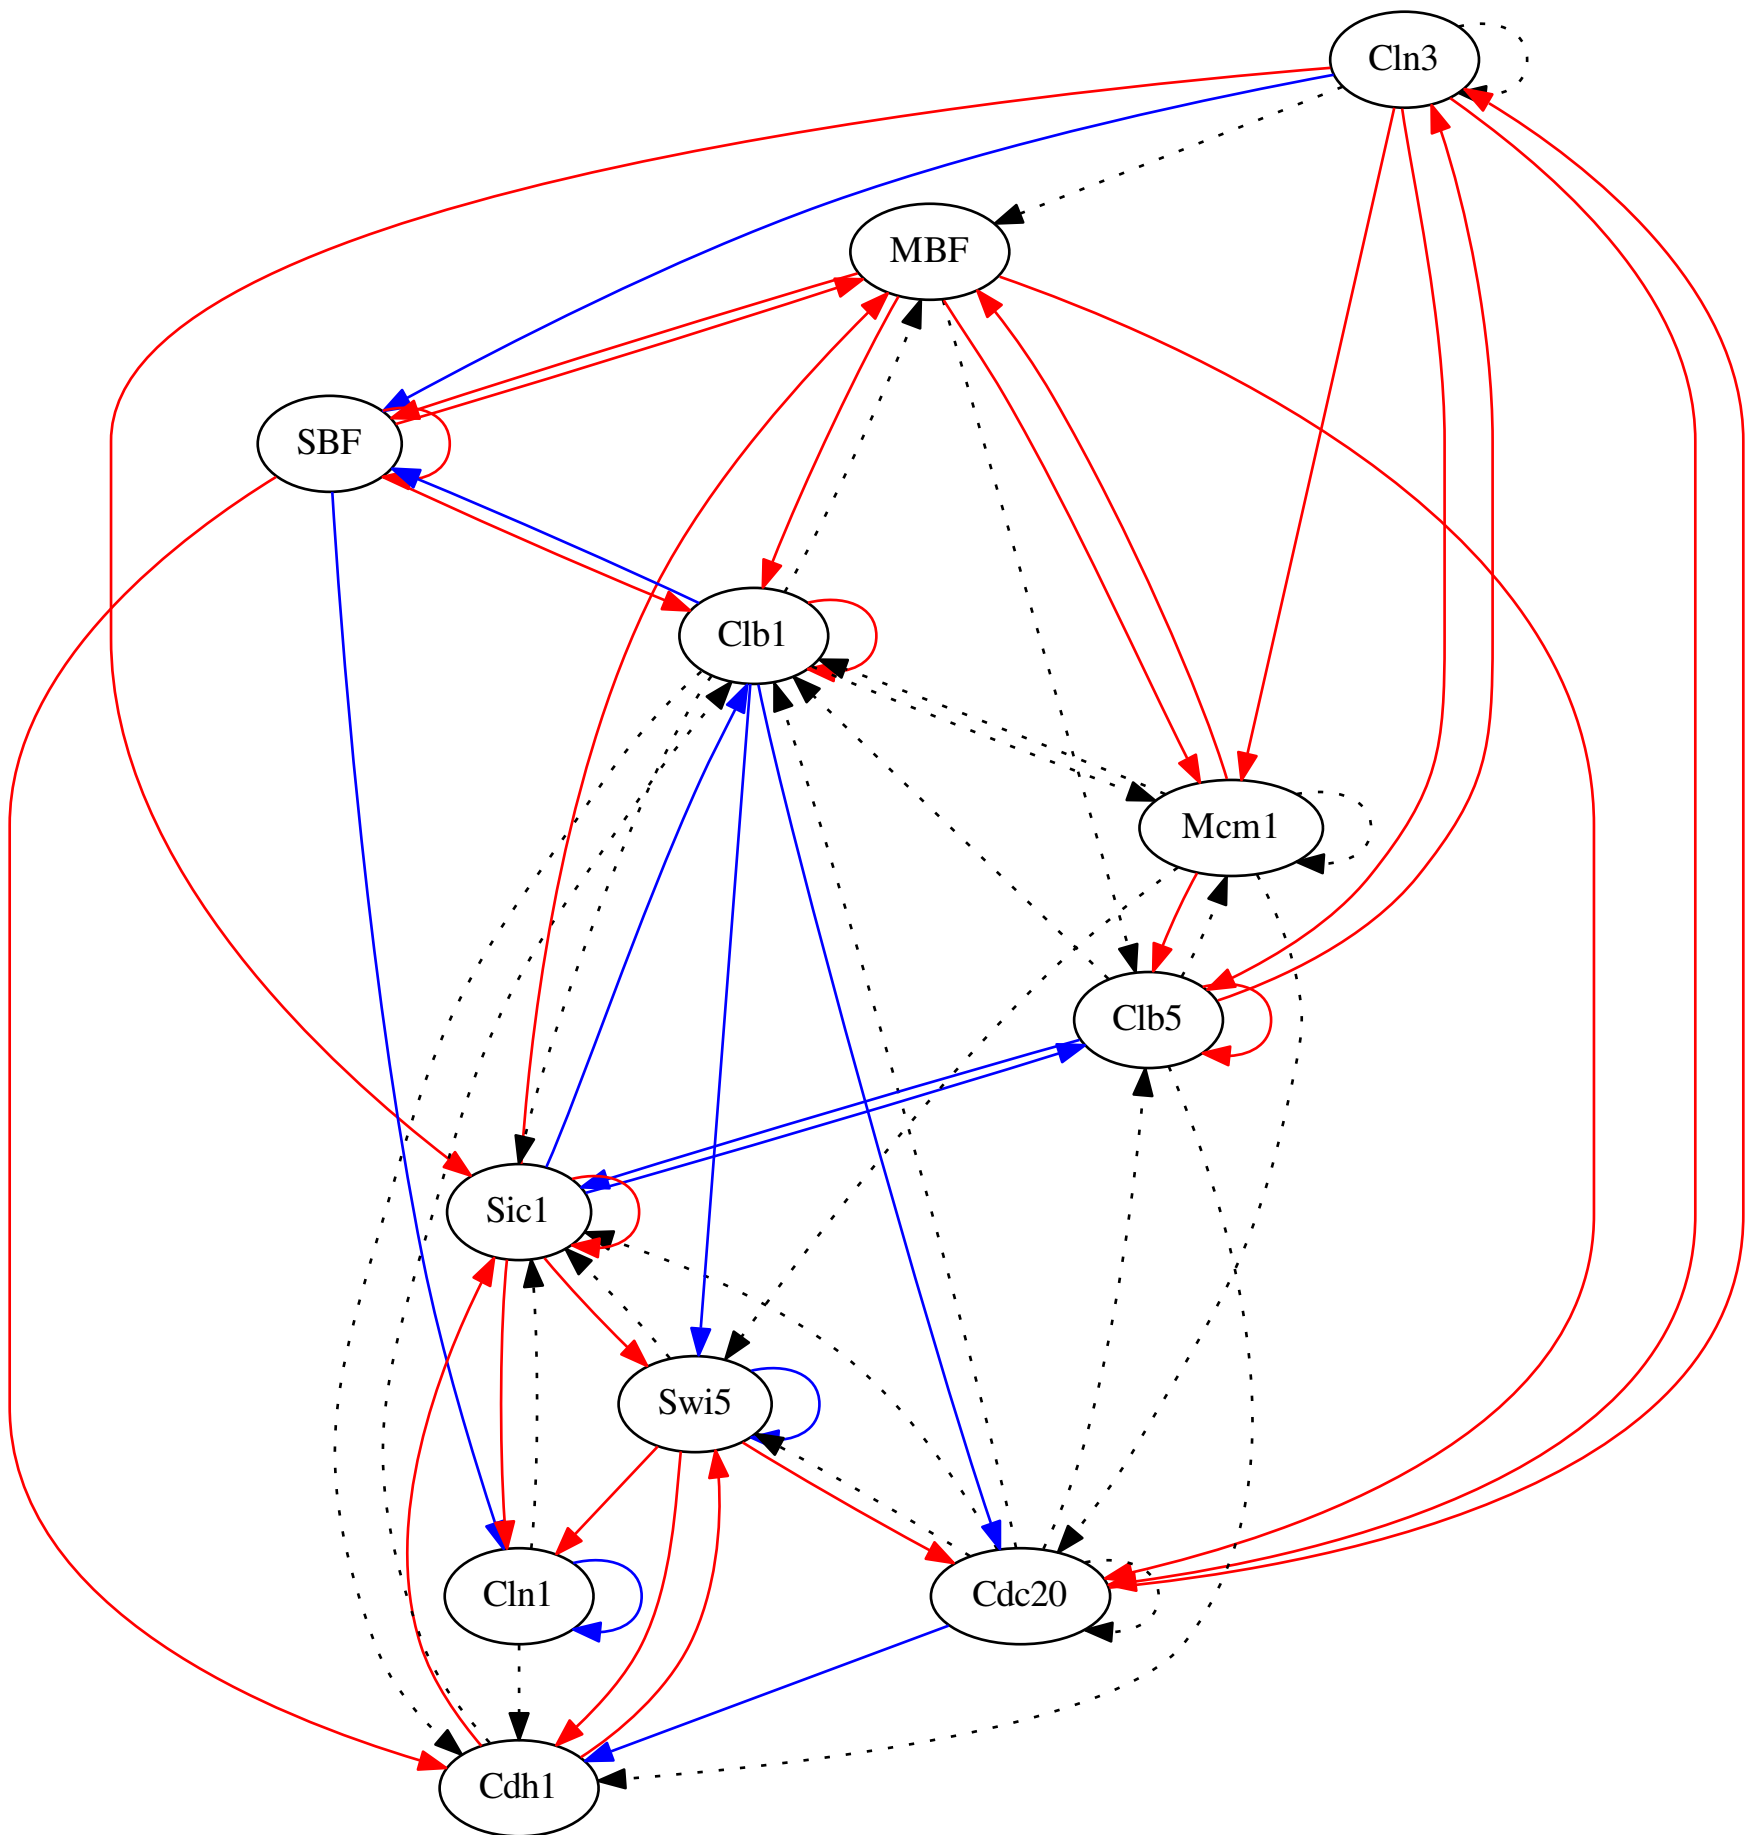 Cln3
MBF
SBF
Clb1
Mcm1
Clb5
Sic1
Swi5
Cln1
Cdc20
Cdh1